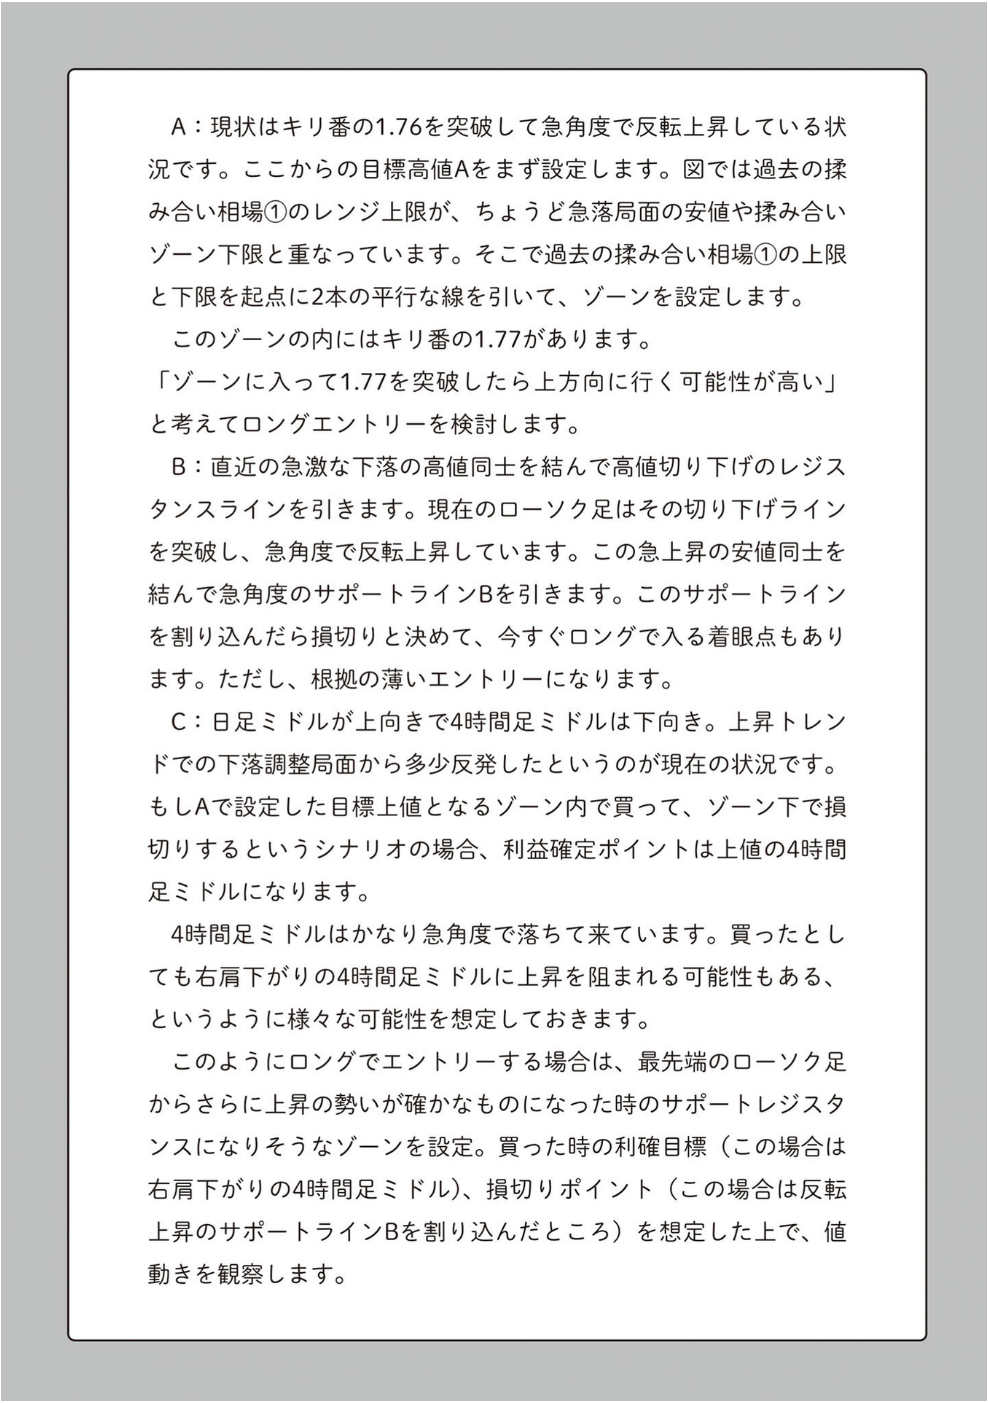 A：現状はキリ番の1.76を突破して急角度で反転上昇している状
況です。ここからの目標高値Aをまず設定します。図では過去の揉
み合い相場①のレンジ上限が、ちょうど急落局面の安値や揉み合い
ゾーン下限と重なっています。そこで過去の揉み合い相場①の上限
と下限を起点に2本の平行な線を引いて、ゾーンを設定します。
このゾーンの内にはキリ番の1.77があります。
「ゾーンに入って1.77を突破したら上方向に行く可能性が高い」
と考えてロングエントリーを検討します。
B：直近の急激な下落の高値同士を結んで高値切り下げのレジス
タンスラインを引きます。現在のローソク足はその切り下げライン
を突破し、急角度で反転上昇しています。この急上昇の安値同士を
結んで急角度のサポートラインBを引きます。このサポートライン
を割り込んだら損切りと決めて、今すぐロングで入る着眼点もあり
ます。ただし、根拠の薄いエントリーになります。
C：日足ミドルが上向きで4時間足ミドルは下向き。上昇トレン
ドでの下落調整局面から多少反発したというのが現在の状況です。
もしAで設定した目標上値となるゾーン内で買って、ゾーン下で損
切りするというシナリオの場合、利益確定ポイントは上値の4時間
足ミドルになります。
4時間足ミドルはかなり急角度で落ちて来ています。買ったとし
ても右肩下がりの4時間足ミドルに上昇を阻まれる可能性もある、
というように様々な可能性を想定しておきます。
このようにロングでエントリーする場合は、最先端のローソク足
からさらに上昇の勢いが確かなものになった時のサポートレジスタ
ンスになりそうなゾーンを設定。買った時の利確目標（この場合は
右肩下がりの4時間足ミドル）、損切りポイント（この場合は反転
上昇のサポートラインBを割り込んだところ）を想定した上で、値
動きを観察します。